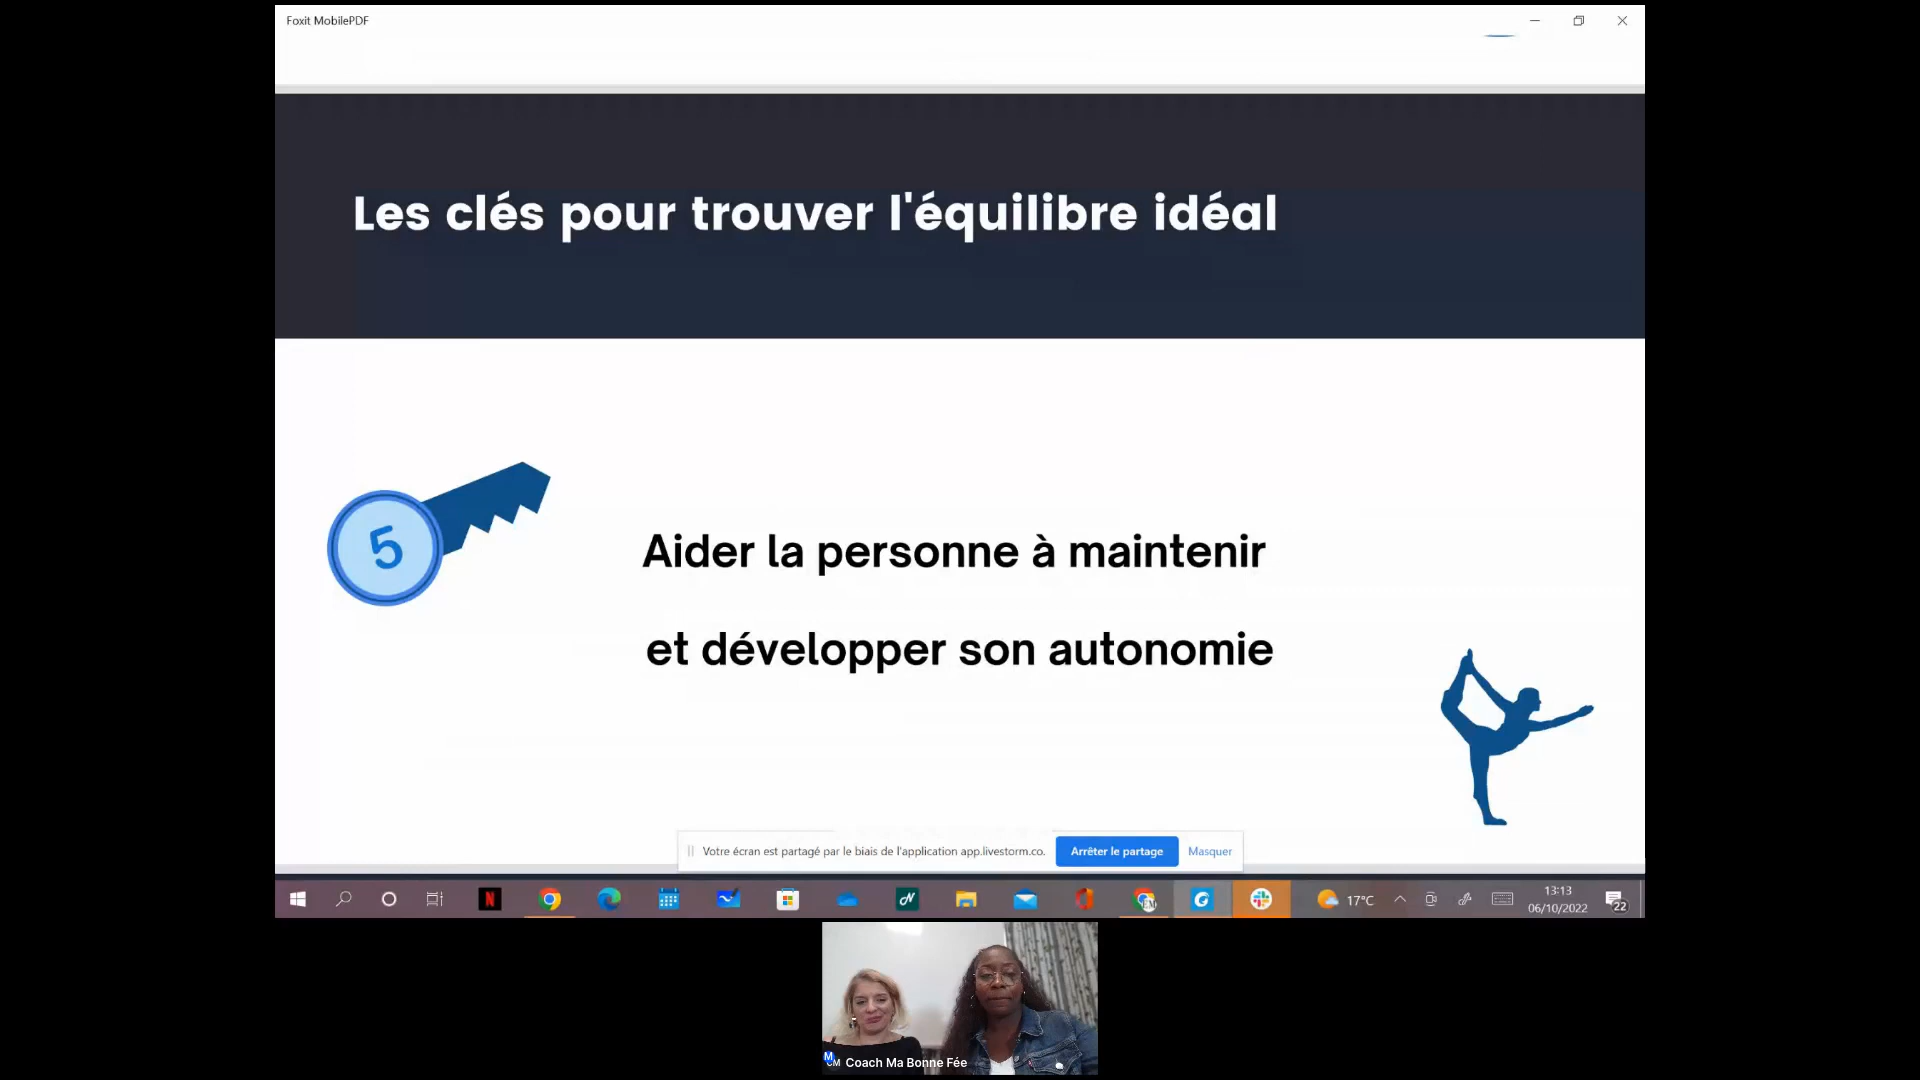 Foxit MobilePDF
Les clés pour trouver l'équilibre idéal
5
Aider la personne à maintenir
et développer son autonomie
Votre écran est partagé par le biais de l'application app.livestorm.co.
Arrêter le partage
Masquer
N
EM
17°C
13:13
06/10/2022
22
M
CM
Coach Ma Bonne Fée